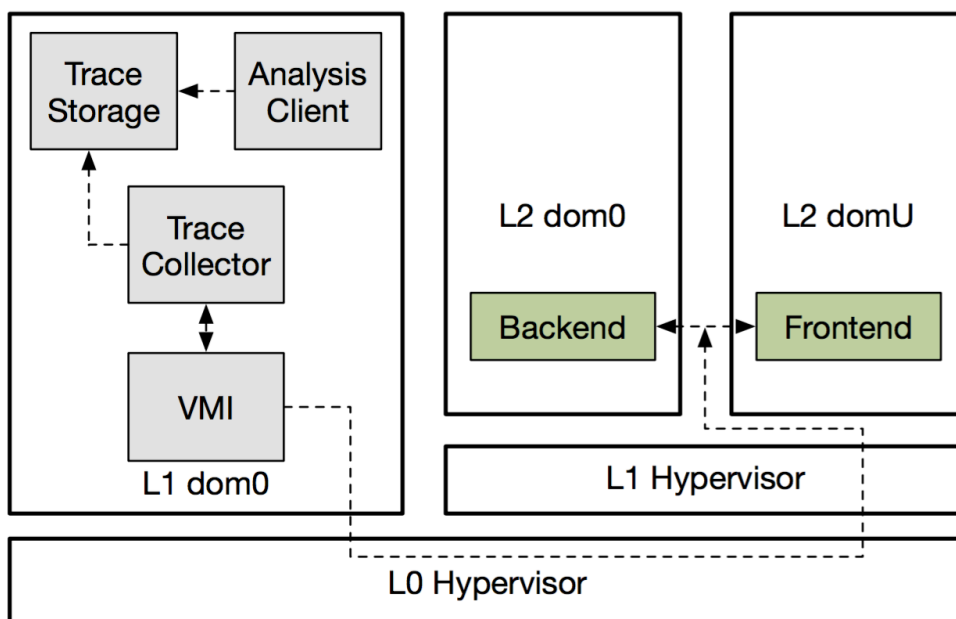 Trace
Storage
Analysis
Client
Trace
Collector
VMI
L1 dom0
L2 dom0
Backend
L2 domU
Frontend
L1 Hypervisor
L0 Hypervisor